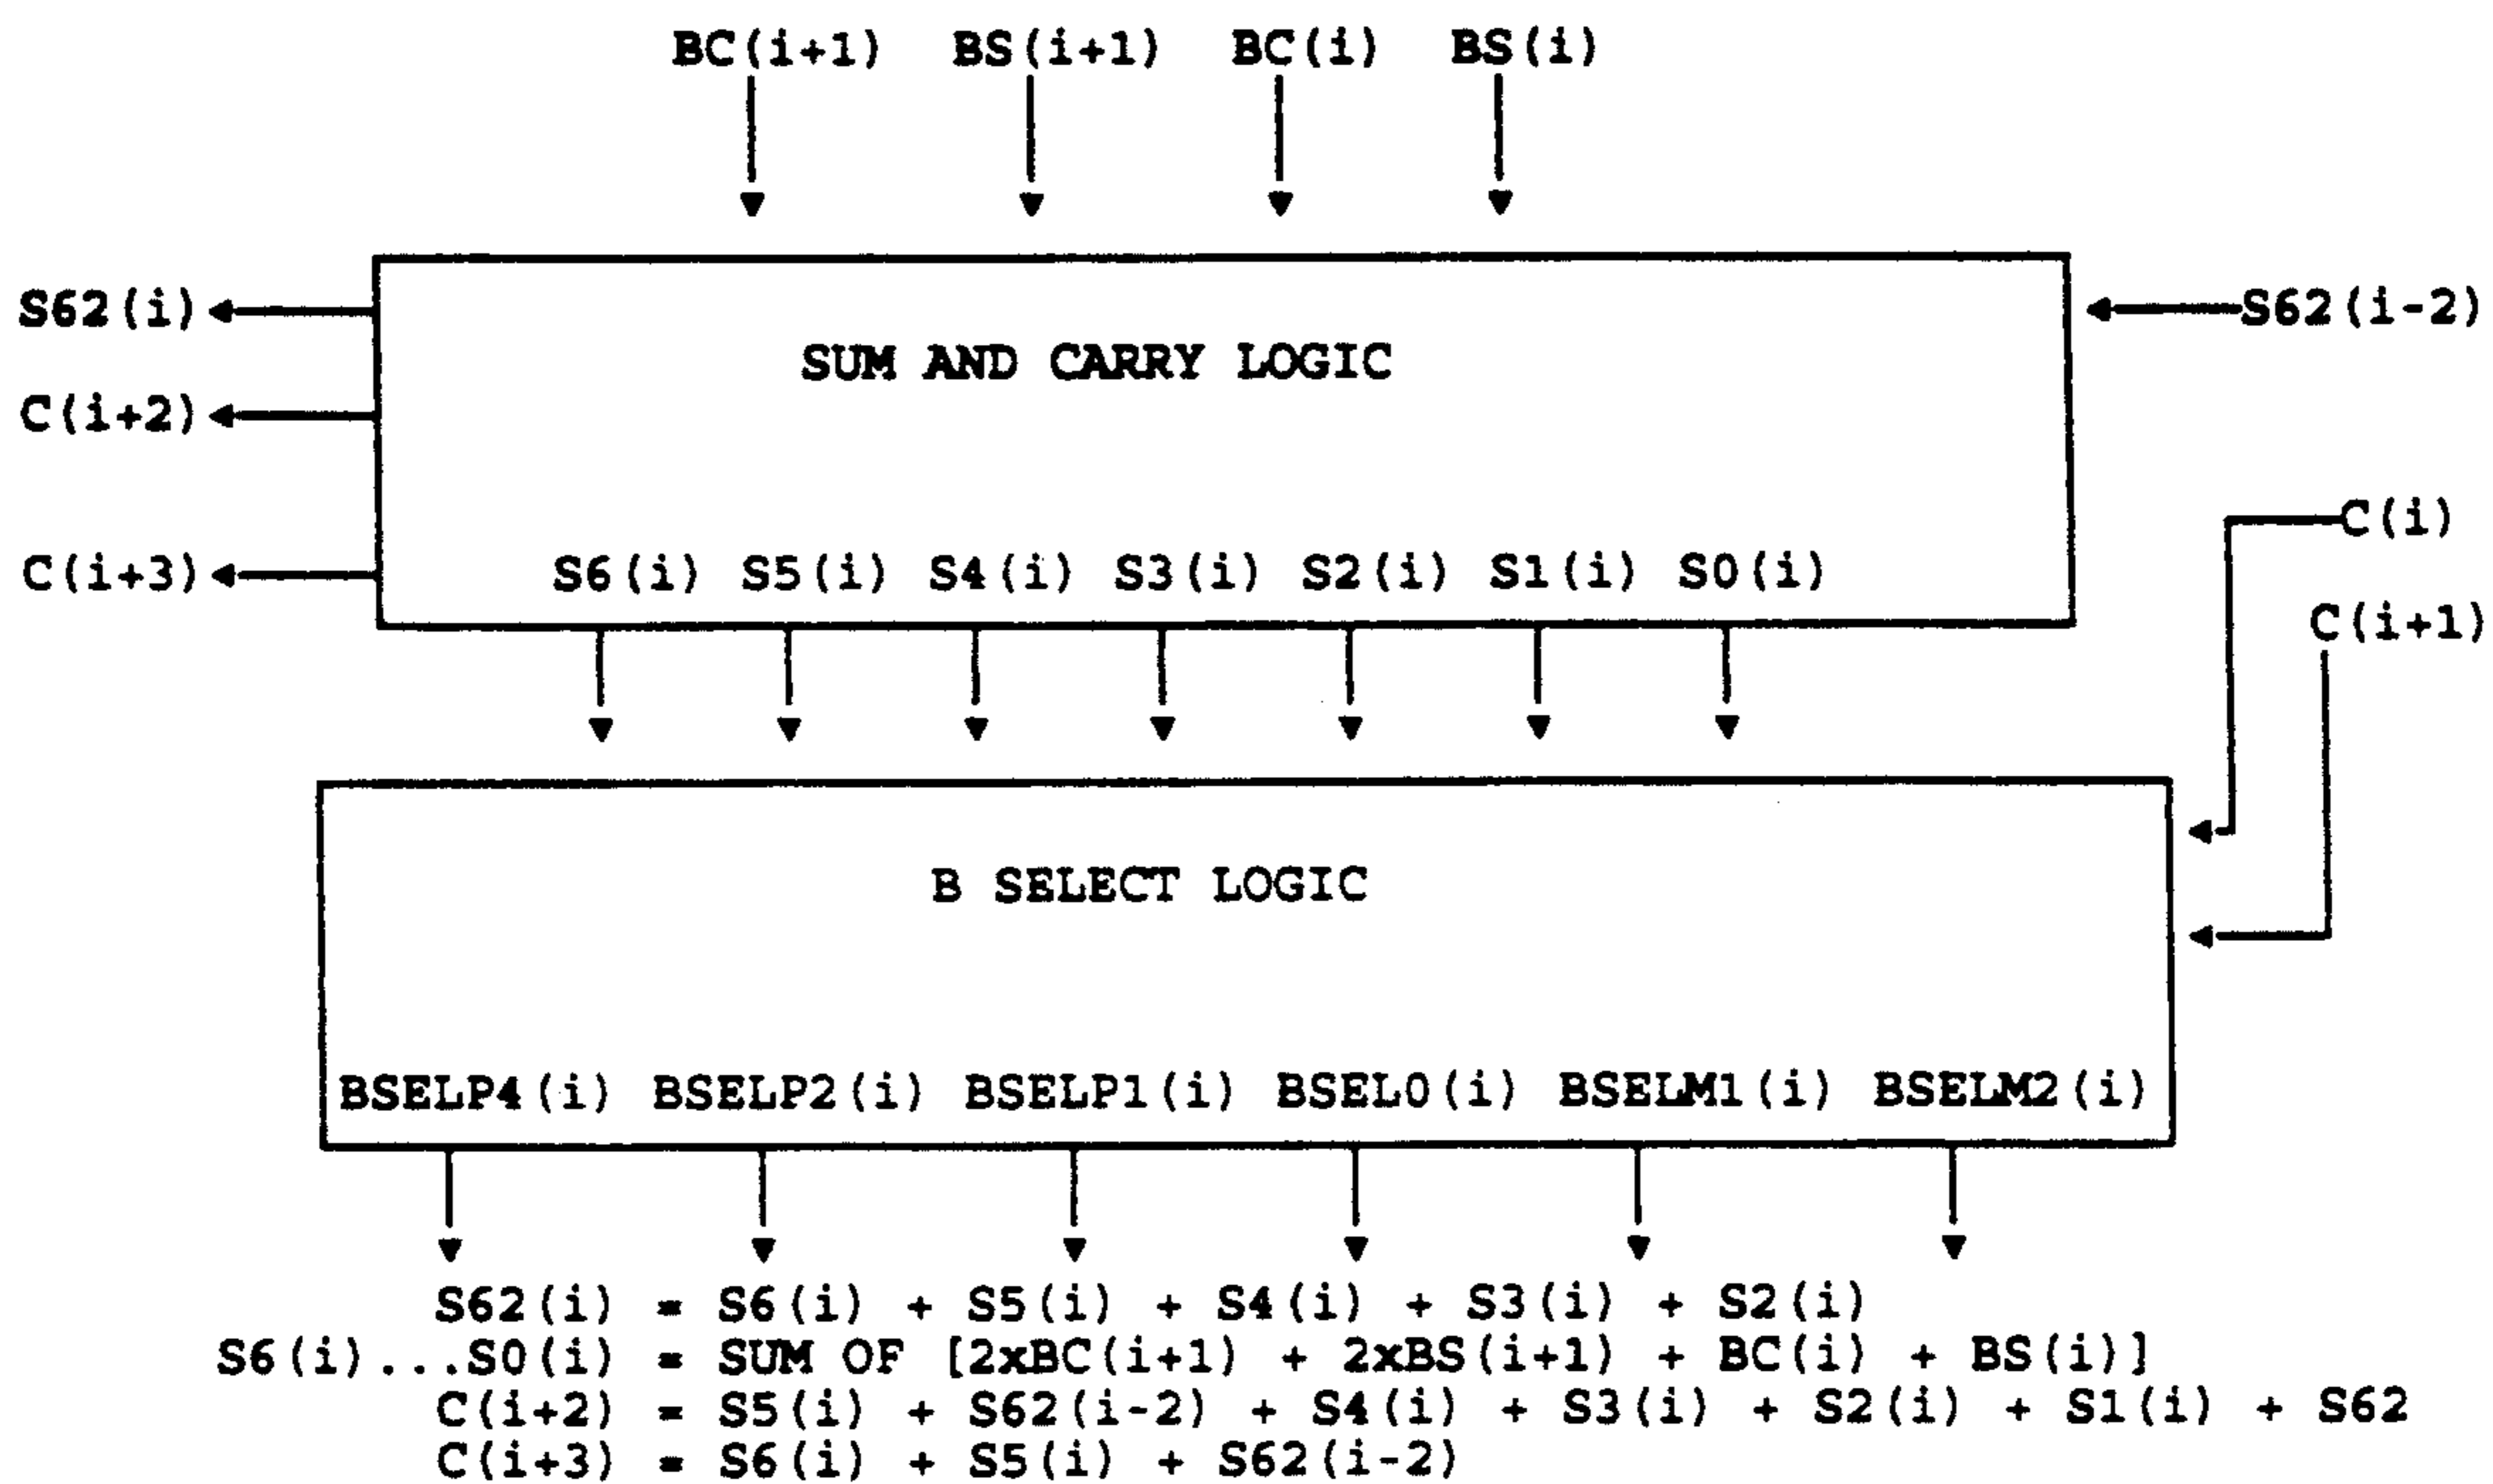 BC(i+1) BS(i+1) BC(i) BS(i)
S62(i) S62(i-2)
SUM AND CARRY LOGIC
C(i+2)
C(i)
C(i+3) S6(i) S5(i) S4(i) S3(i) S2(i) S1(i) S0(i)
C(i+1)
B SELECT LOGIC
BSELP4(i) BSELP2(i) BSELP1(i) BSEL0(i) BSELM1(i) BSELM2(i)
S62(i) = S6(i) + S5(i) + S4(i) + S3(i) + S2(i)
S6(i)...S0(i) = SUM OF [2xBC(i+1) + 2xBS(i+1) + BC(i) + BS(i)]
C(i+2) = S5(i) + S62(i-2) + S4(i) + S3(i) + S2(i) + S1(i) + S62
C(i+3) = S6(i) + S5(i) + S62(i-2)